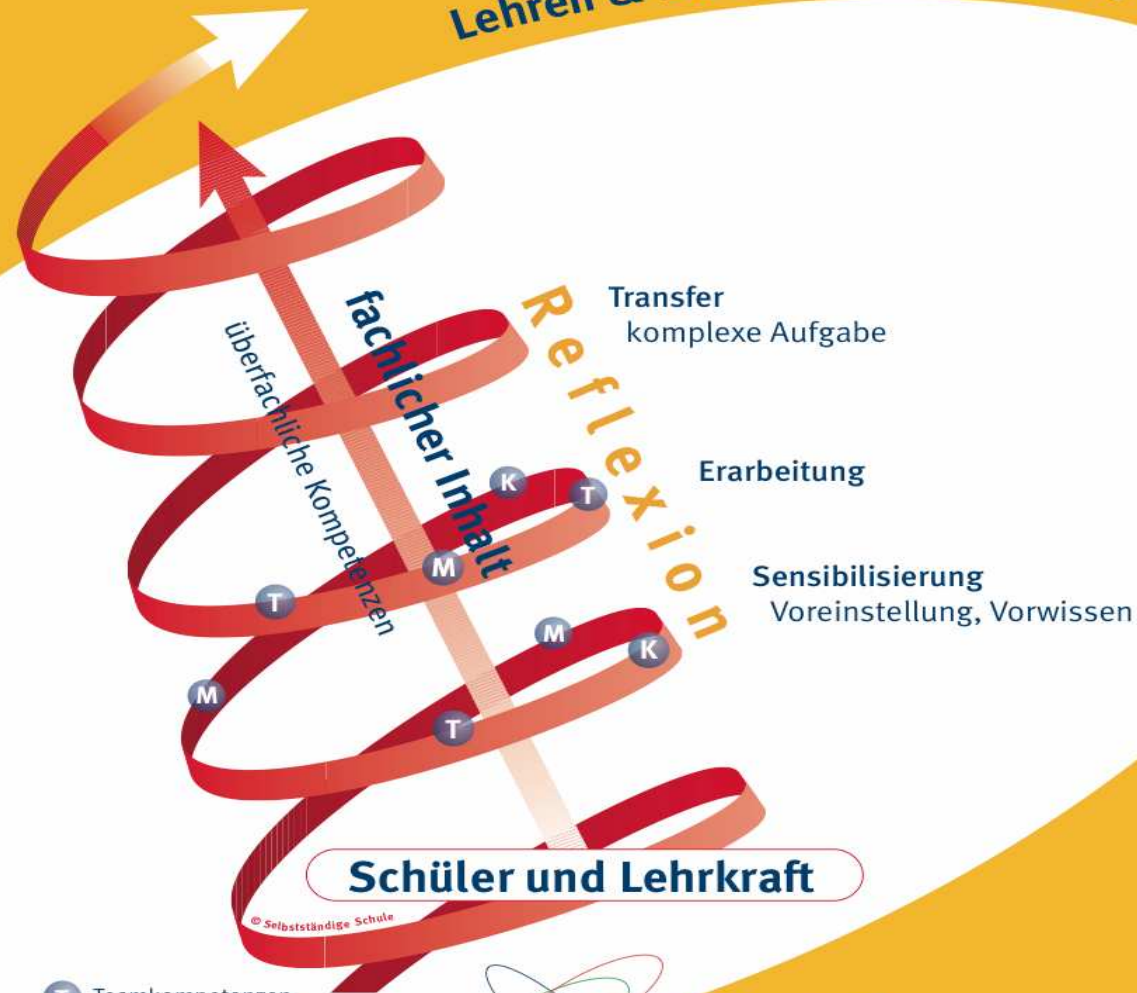 Lehren &
Transfer
komplexe Aufgabe
Reflexion
fachlicher Inhalt
überfachliche Kompetenzen
Erarbeitung
K
T
M
T
Sensibilisierung
Voreinstellung, Vorwissen
M
K
M
T
Schüler und Lehrkraft
© Selbstständige Schule
Teamkompetenzen